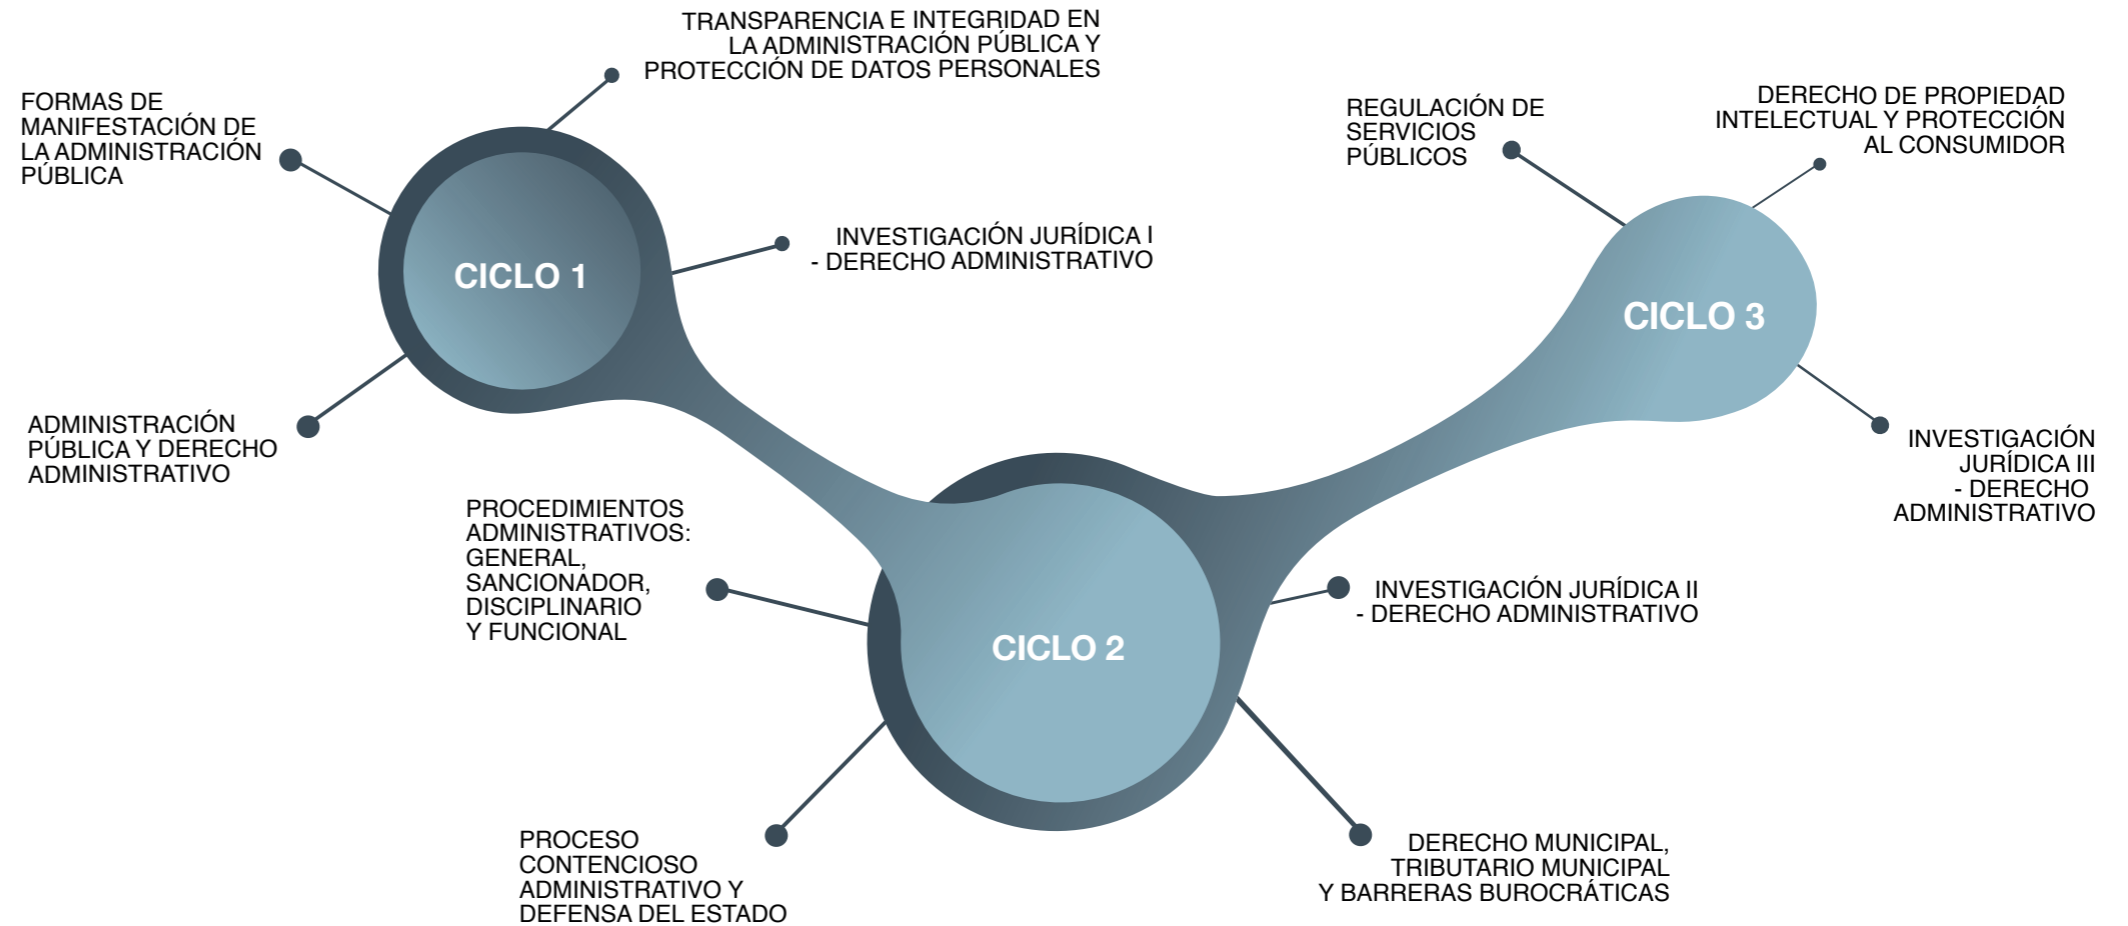 TRANSPARENCIA E INTEGRIDAD EN
LA ADMINISTRACIÓN PÚBLICA Y
PROTECCIÓN DE DATOS PERSONALES
FORMAS DE
MANIFESTACIÓN DE
LA ADMINISTRACIÓN
PÚBLICA
INVESTIGACIÓN JURÍDICA I
- DERECHO ADMINISTRATIVO
CICLO 1
ADMINISTRACIÓN
PÚBLICA Y DERECHO
ADMINISTRATIVO
PROCEDIMIENTOS
ADMINISTRATIVOS:
GENERAL,
SANCIONADOR,
DISCIPLINARIO
Y FUNCIONAL
CICLO 2
INVESTIGACIÓN JURÍDICA II
- DERECHO ADMINISTRATIVO
PROCESO
CONTENCIOSO
ADMINISTRATIVO Y
DEFENSA DEL ESTADO
DERECHO MUNICIPAL,
TRIBUTARIO MUNICIPAL
Y BARRERAS BUROCRÁTICAS
REGULACIÓN DE
SERVICIOS
PÚBLICOS
DERECHO DE PROPIEDAD
INTELECTUAL Y PROTECCIÓN
AL CONSUMIDOR
CICLO 3
INVESTIGACIÓN
JURÍDICA III
- DERECHO
ADMINISTRATIVO